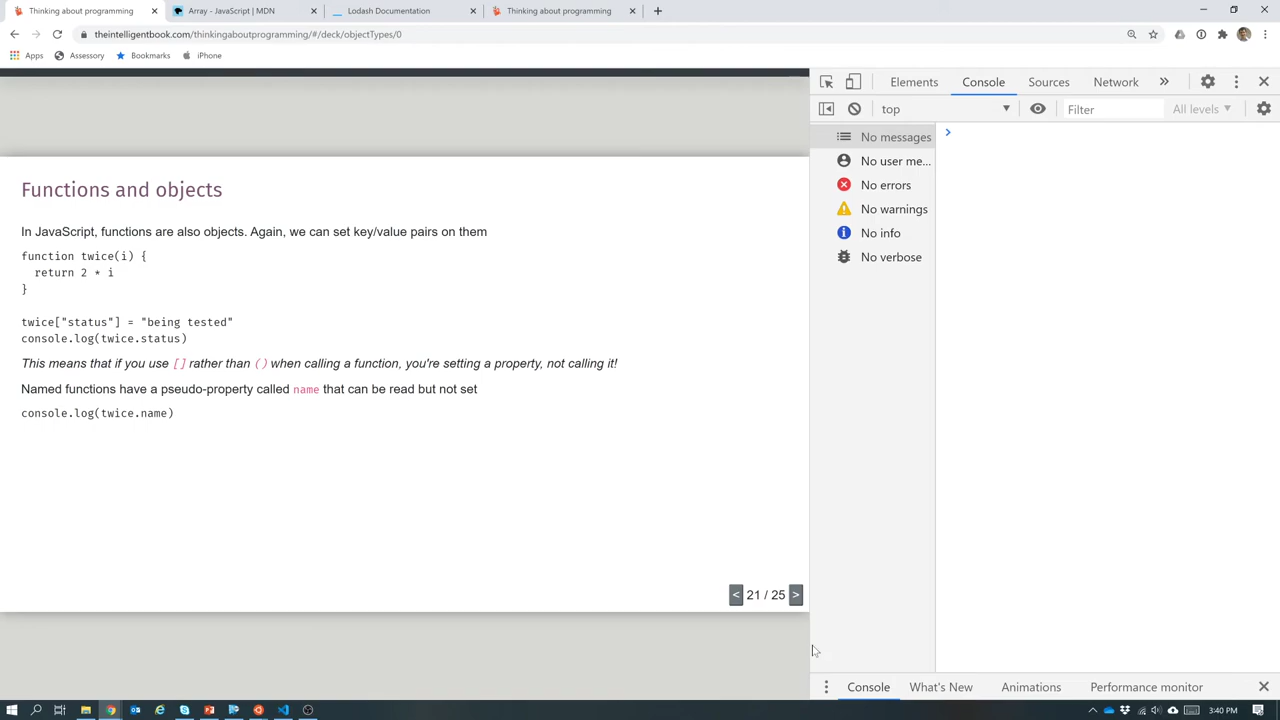 Thinking about programming
Array - JavaScript | MDN
Lodash Documentation
Thinking about programming
theintelligentbook.com/thinkingaboutprogramming/#/deck/objectTypes/0
Apps
Assessory
Bookmarks
iPhone
Elements
Console
Sources
Network
top
Filter
All levels
No messages
No user me...
No errors
No warnings
No info
No verbose
Functions and objects
In JavaScript, functions are also objects. Again, we can set key/value pairs on them
function twice(i) {
return 2 * i
}
twice["status"] = "being tested"
console.log(twice.status)
This means that if you use [] rather than () when calling a function, you're setting a property, not calling it!
Named functions have a pseudo-property called name that can be read but not set
console.log(twice.name)
< 21 / 25 >
Console
What's New
Animations
Performance monitor
3:40 PM